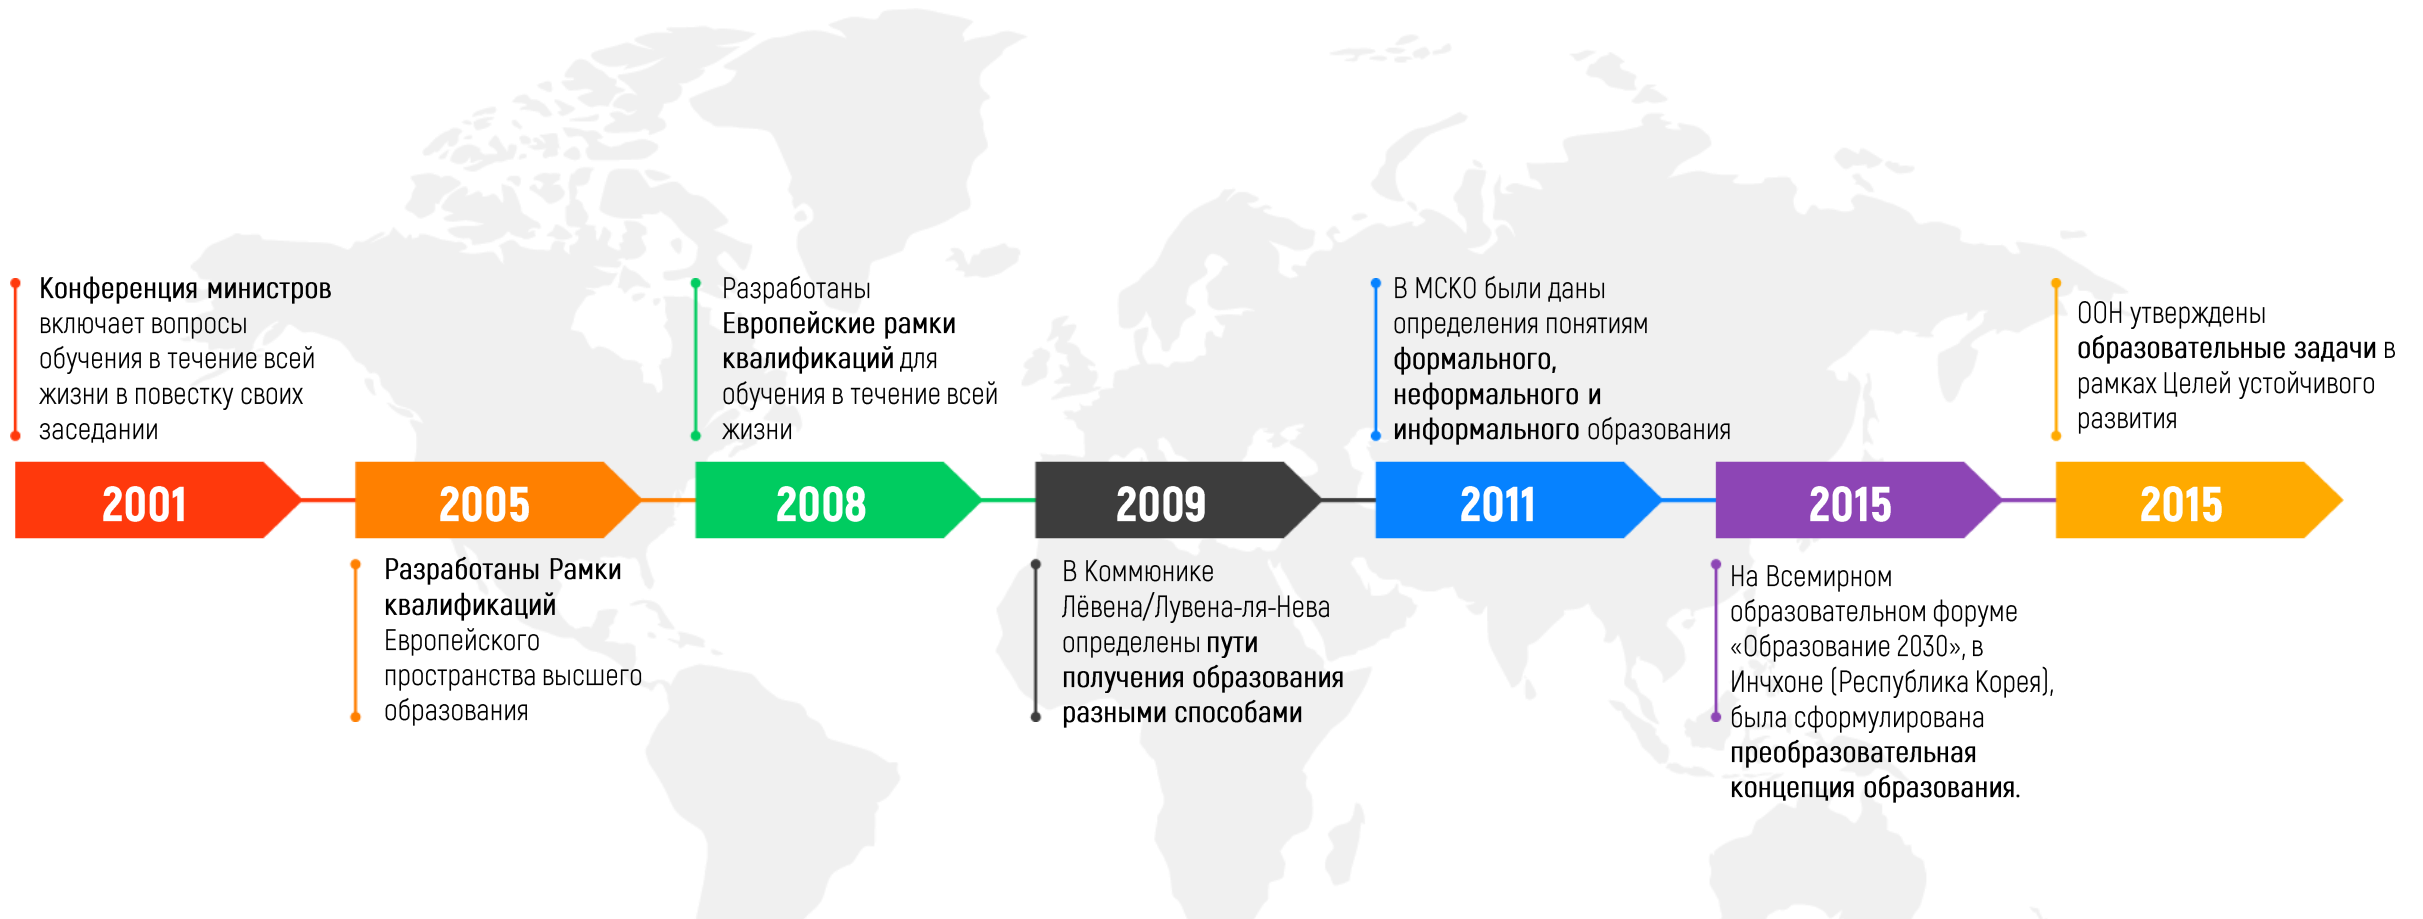 Конференция министров
включает вопросы
обучения в течение всей
жизни в повестку своих
заседании
2001
2005
Разработаны Рамки
квалификаций
Европейского
пространства высшего
образования
Разработаны
Европейские рамки
квалификаций для
обучения в течение всей
жизни
2008
2009
В Коммюнике
Лёвена/Лувена-ля-Нева
определены пути
получения образования
разными способами
В МСКО были даны
определения понятиям
формального,
неформального и
информального образования
2011
2015
На Всемирном
образовательном форуме
«Образование 2030», в
Инчхоне (Республика Корея),
была сформулирована
преобразовательная
концепция образования.
ООН утверждены
образовательные задачи в
рамках Целей устойчивого
развития
2015